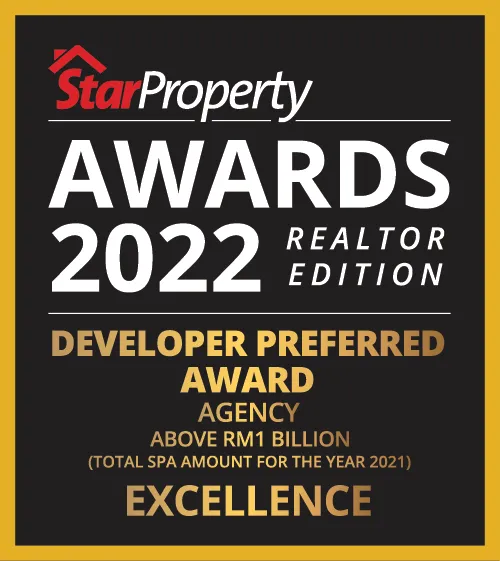 StarProperty
AWARDS
2022 REALTOR
EDITION
DEVELOPER PREFERRED
AWARD
AGENCY
ABOVE RM1 BILLION
(TOTAL SPA AMOUNT FOR THE YEAR 2021)
EXCELLENCE